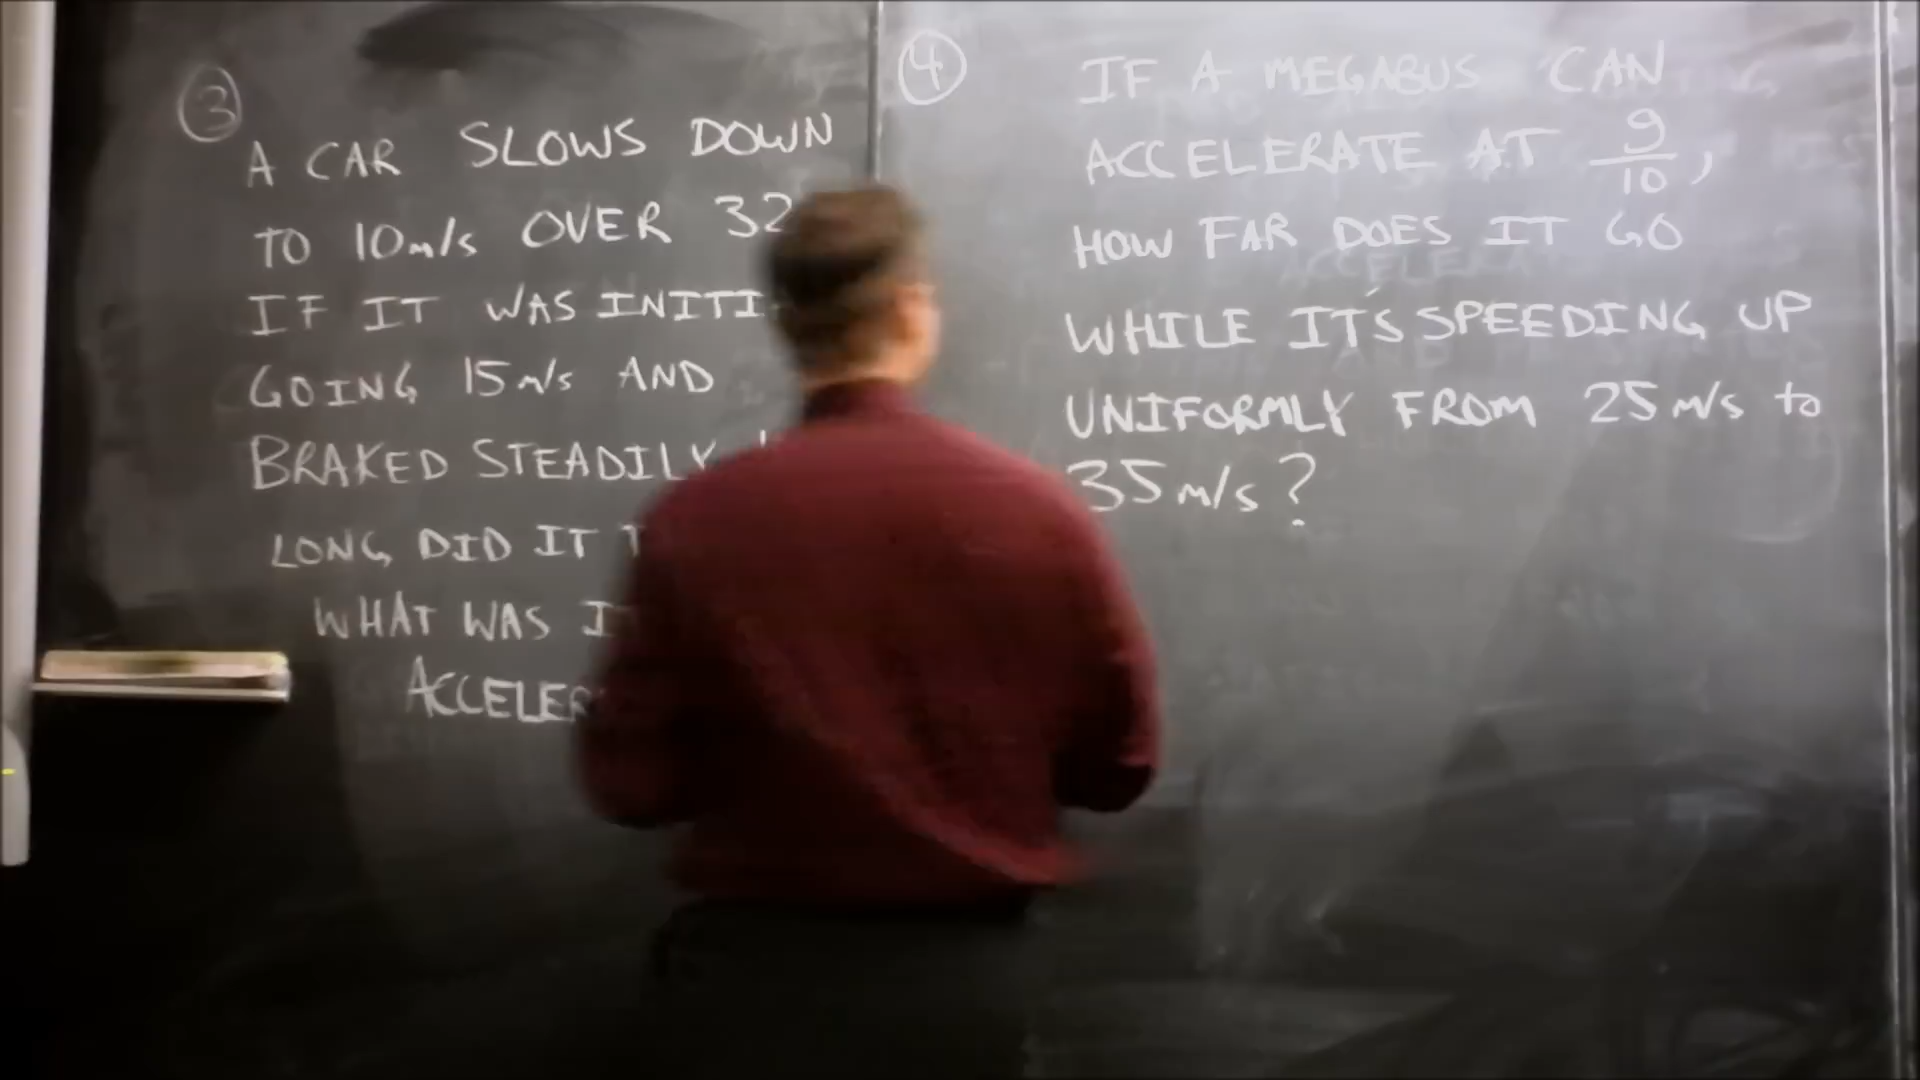 3
A CAR SLOWS DOWN
TO 10m/s OVER 32
IF IT WAS INITI
GOING 15m/s AND
BRAKED STEADILY
LONG DID IT T
WHAT WAS I
ACCELER
4
IF A MEGABUS CAN
ACCELERATE AT g/10,
HOW FAR DOES IT GO
WHILE IT'S SPEEDING UP
UNIFORMLY FROM 25m/s to
35m/s?